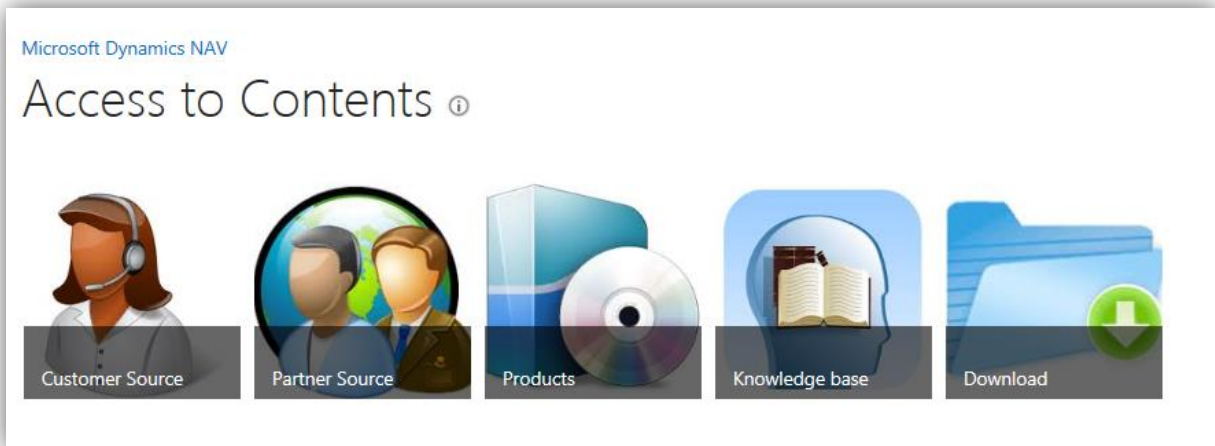 Microsoft Dynamics NAV
Access to Contents
Customer Source
Partner Source
Products
Knowledge base
Download